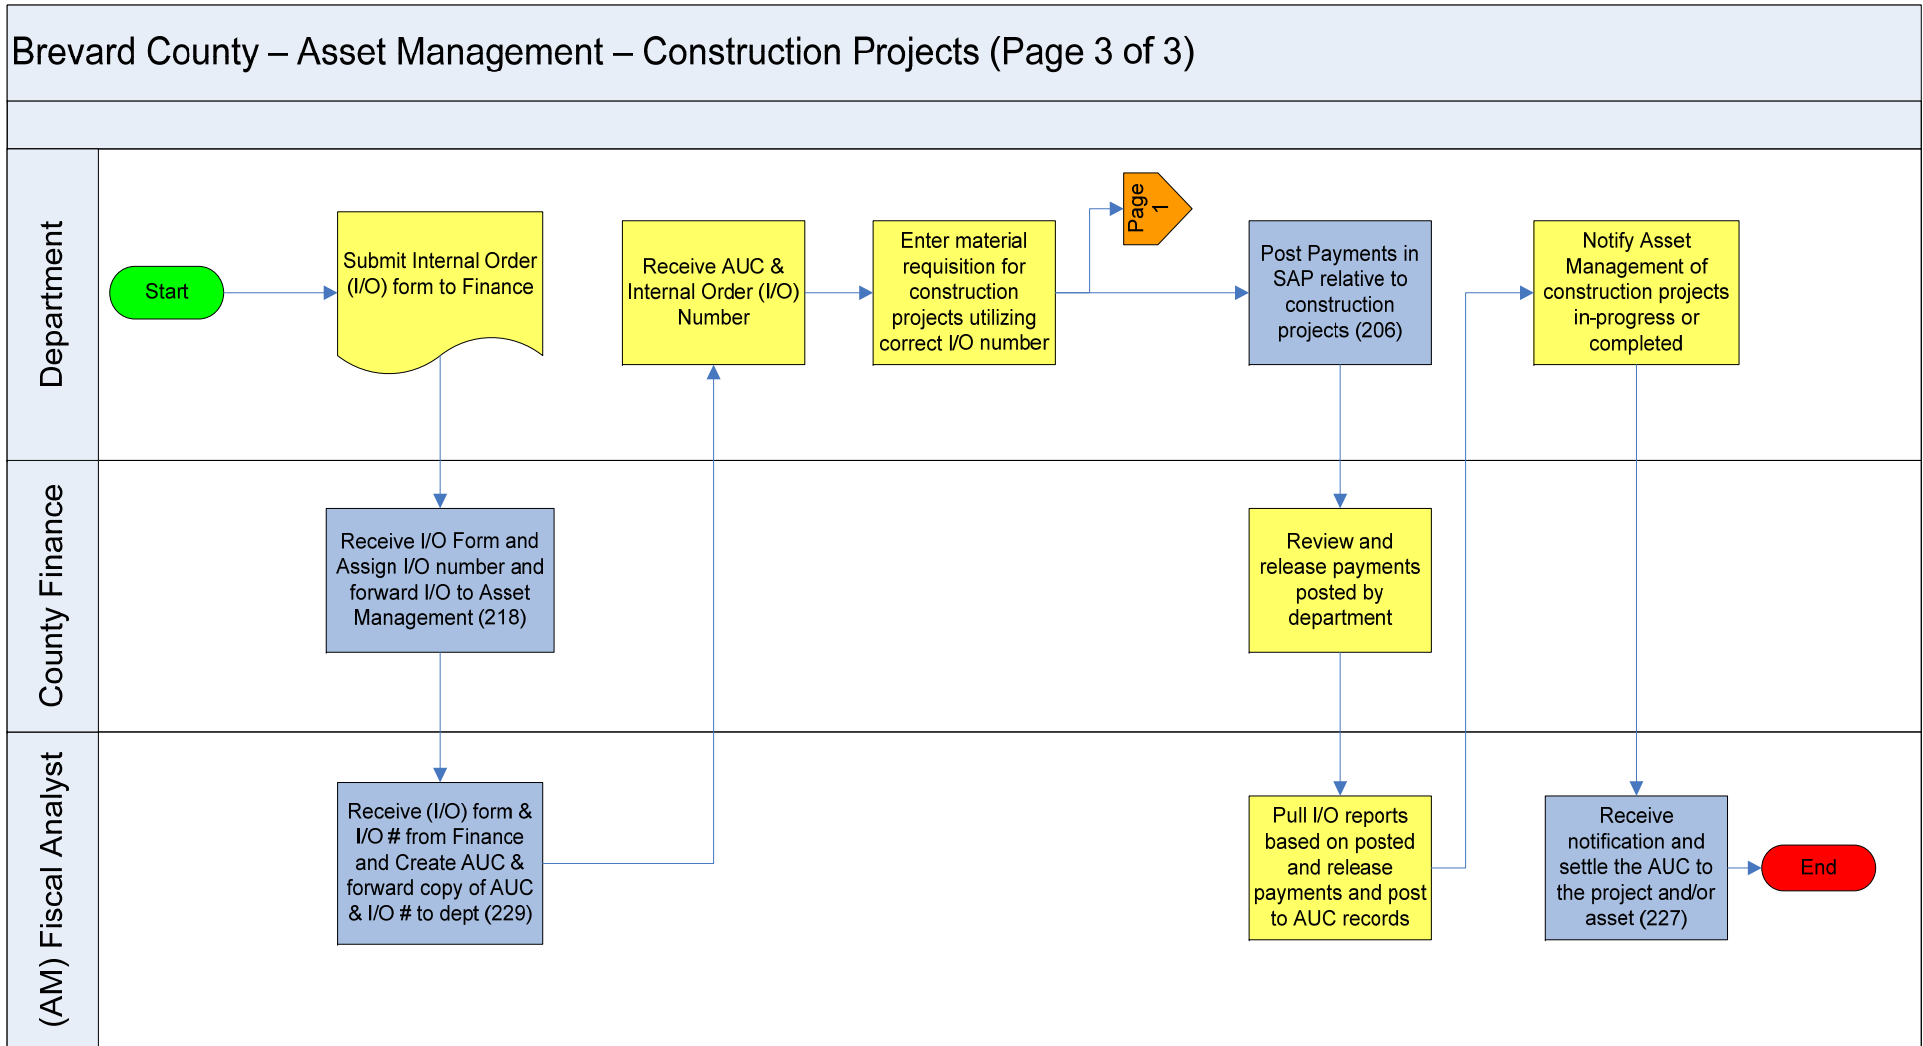 Brevard County – Asset Management – Construction Projects (Page 3 of 3)
Department
Start
Submit Internal Order
(I/O) form to Finance
Receive AUC &
Internal Order (I/O)
Number
Enter material
requisition for
construction
projects utilizing
correct I/O number
Page
1
Post Payments in
SAP relative to
construction
projects (206)
Notify Asset
Management of
construction projects
in-progress or
completed
County Finance
Receive I/O Form and
Assign I/O number and
forward I/O to Asset
Management (218)
Review and
release payments
posted by
department
(AM) Fiscal Analyst
Receive (I/O) form &
I/O # from Finance
and Create AUC &
forward copy of AUC
& I/O # to dept (229)
Pull I/O reports
based on posted
and release
payments and post
to AUC records
Receive
notification and
settle the AUC to
the project and/or
asset (227)
End